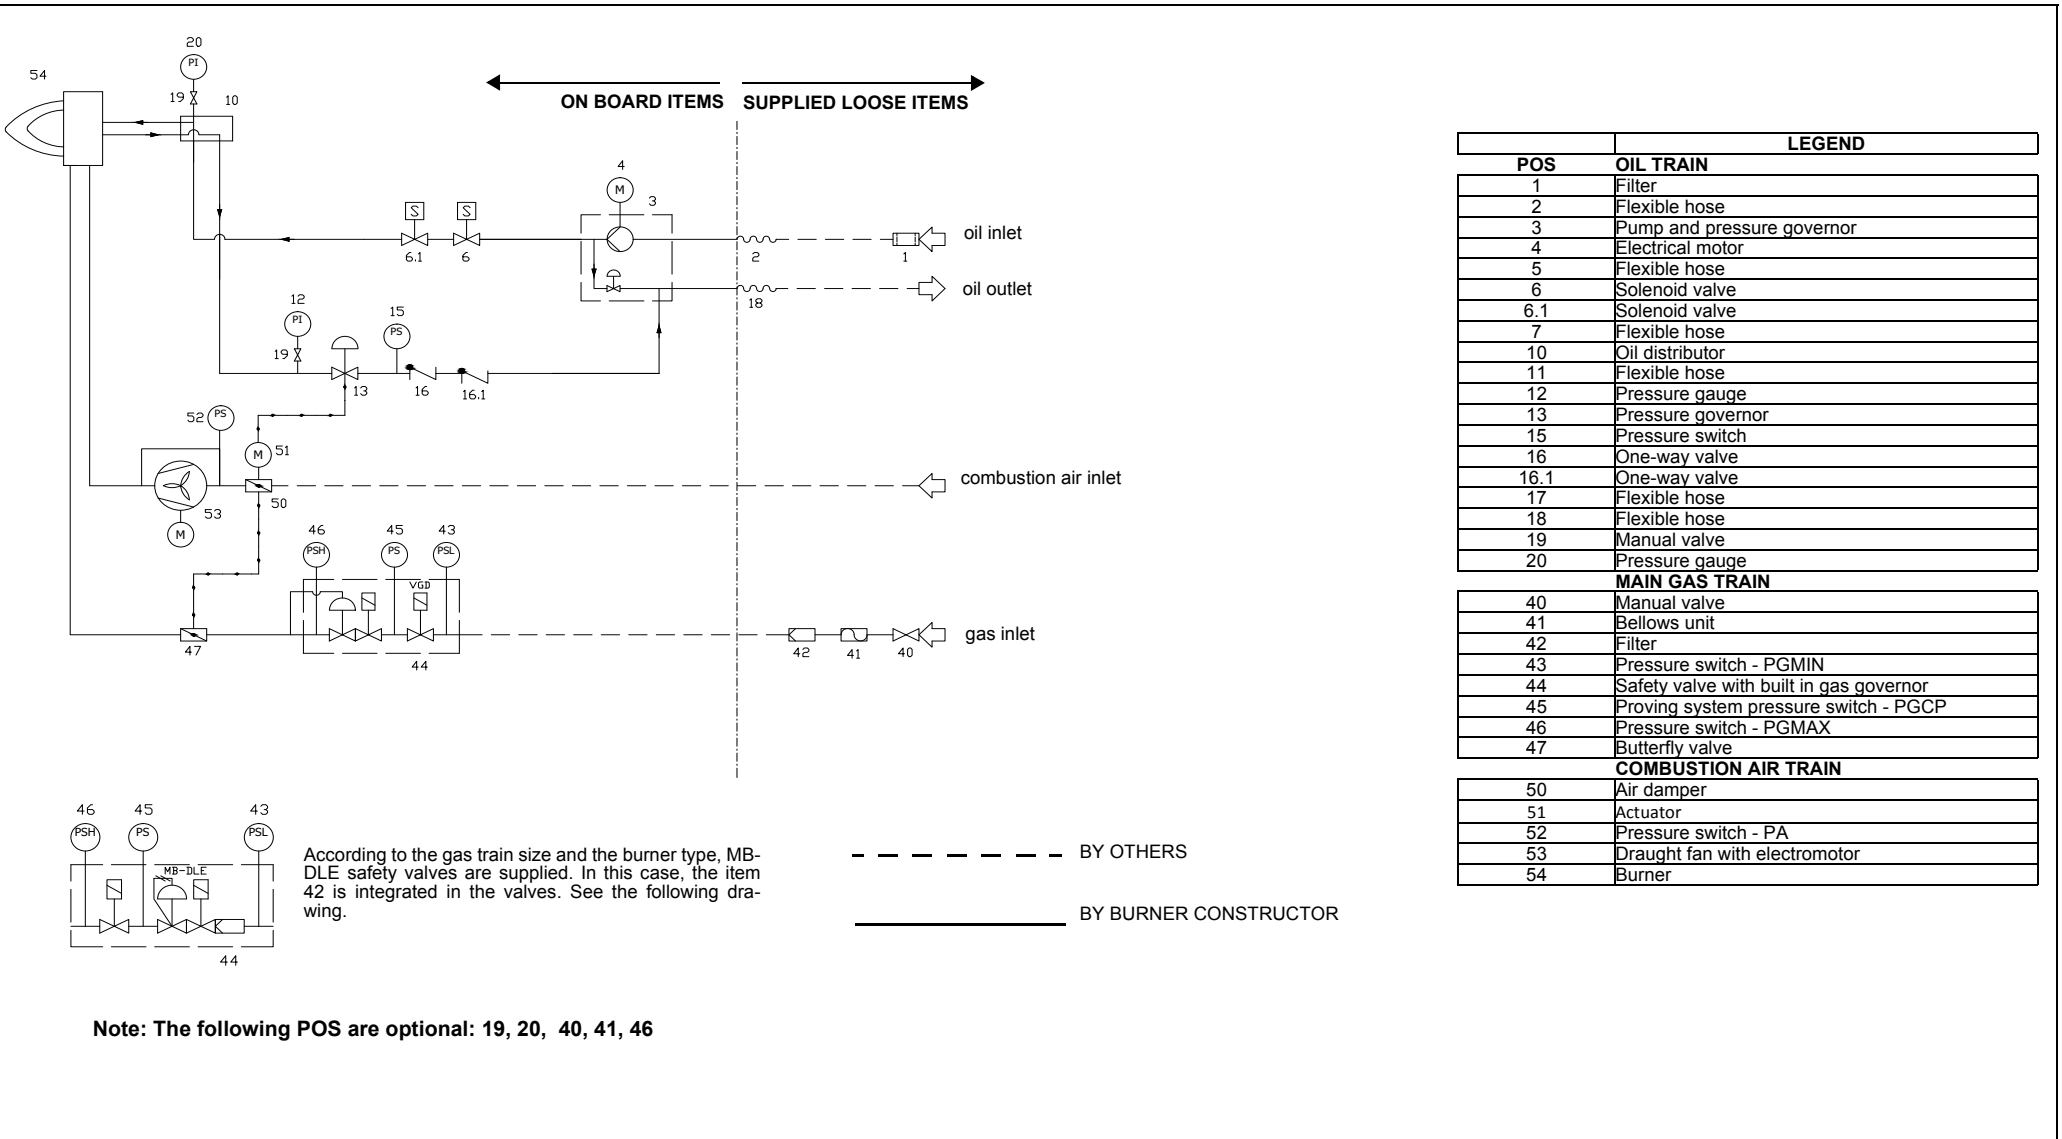 20
PI
54
19
10
ON BOARD ITEMS
SUPPLIED LOOSE ITEMS
4
M
3
S
S
oil inlet
6.1
6
2
1
oil outlet
12
18
15
PI
PS
19
13
16
16.1
52
PS
51
M
combustion air inlet
50
53
M
46
45
43
PSH
PS
PSL
VGD
gas inlet
47
44
42
41
40
46
45
43
PSH
PS
PSL
MB-DLE
44
According to the gas train size and the burner type, MB-
DLE safety valves are supplied. In this case, the item
42 is integrated in the valves. See the following dra-
wing.
BY OTHERS
BY BURNER CONSTRUCTOR
Note: The following POS are optional: 19, 20, 40, 41, 46
LEGEND
POS OIL TRAIN
1 Filter
2 Flexible hose
3 Pump and pressure governor
4 Electrical motor
5 Flexible hose
6 Solenoid valve
6.1 Solenoid valve
7 Flexible hose
10 Oil distributor
11 Flexible hose
12 Pressure gauge
13 Pressure governor
15 Pressure switch
16 One-way valve
16.1 One-way valve
17 Flexible hose
18 Flexible hose
19 Manual valve
20 Pressure gauge
MAIN GAS TRAIN
40 Manual valve
41 Bellows unit
42 Filter
43 Pressure switch - PGMIN
44 Safety valve with built in gas governor
45 Proving system pressure switch - PGCP
46 Pressure switch - PGMAX
47 Butterfly valve
COMBUSTION AIR TRAIN
50 Air damper
51 Actuator
52 Pressure switch - PA
53 Draught fan with electromotor
54 Burner